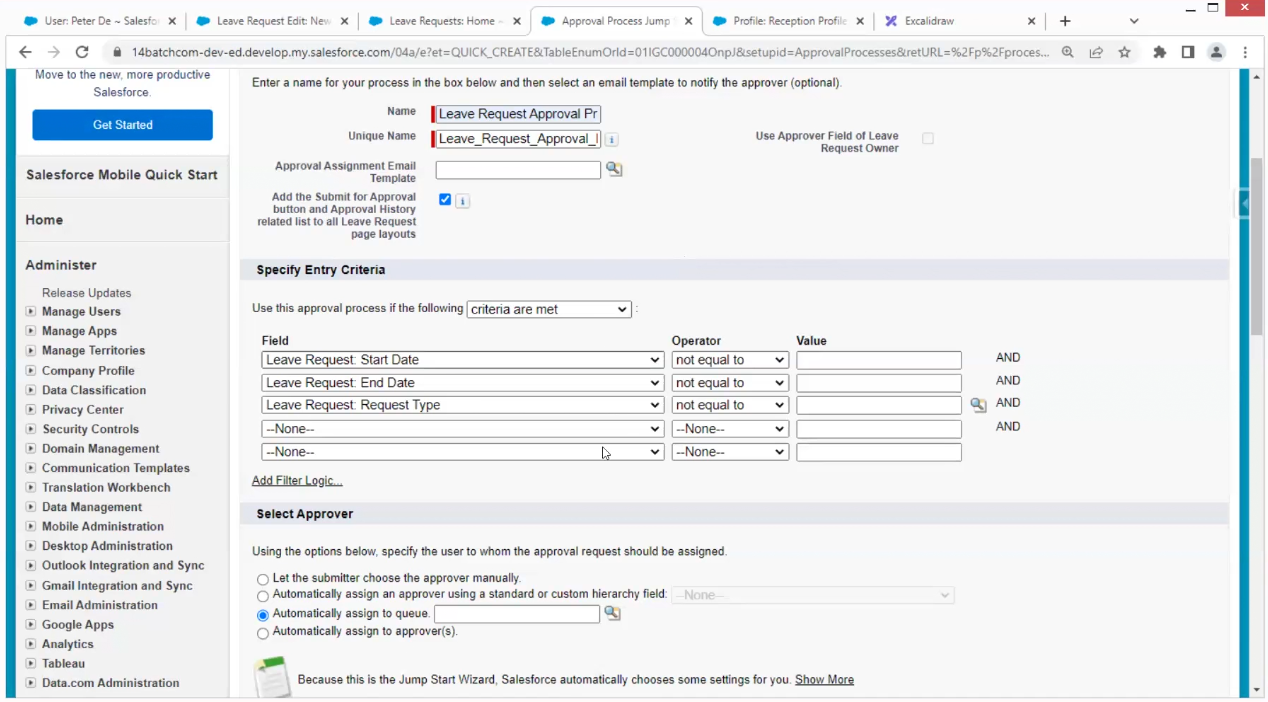 User: Peter De ~ Salesfo
Leave Request Edit: New
Leave Requests: Home ~
Approval Process Jump S
Profile: Reception Profile
Excalidraw
14batchcom-dev-ed.develop.my.salesforce.com/04a/e?et=QUICK_CREATE&TableEnumOrId=01IGC000004OnpJ&setupid=ApprovalProcesses&retURL=%2Fp%2Fproces...
Move to the new, more productive
Salesforce.
Get Started
Salesforce Mobile Quick Start
Home
Administer
Release Updates
Manage Users
Manage Apps
Manage Territories
Company Profile
Data Classification
Privacy Center
Security Controls
Domain Management
Communication Templates
Translation Workbench
Data Management
Mobile Administration
Desktop Administration
Outlook Integration and Sync
Gmail Integration and Sync
Email Administration
Google Apps
Analytics
Tableau
Data.com Administration
Enter a name for your process in the box below and then select an email template to notify the approver (optional).
Name Leave Request Approval Pr
Unique Name Leave_Request_Approval_
Use Approver Field of Leave
Request Owner
Approval Assignment Email
Template
Add the Submit for Approval
button and Approval History
related list to all Leave Request
page layouts
Specify Entry Criteria
Use this approval process if the following criteria are met :
Field Operator Value
Leave Request: Start Date not equal to AND
Leave Request: End Date not equal to AND
Leave Request: Request Type not equal to AND
--None-- --None-- AND
--None-- --None--
Add Filter Logic...
Select Approver
Using the options below, specify the user to whom the approval request should be assigned.
Let the submitter choose the approver manually.
Automatically assign an approver using a standard or custom hierarchy field: --None--
Automatically assign to queue.
Automatically assign to approver(s).
Because this is the Jump Start Wizard, Salesforce automatically chooses some settings for you. Show More